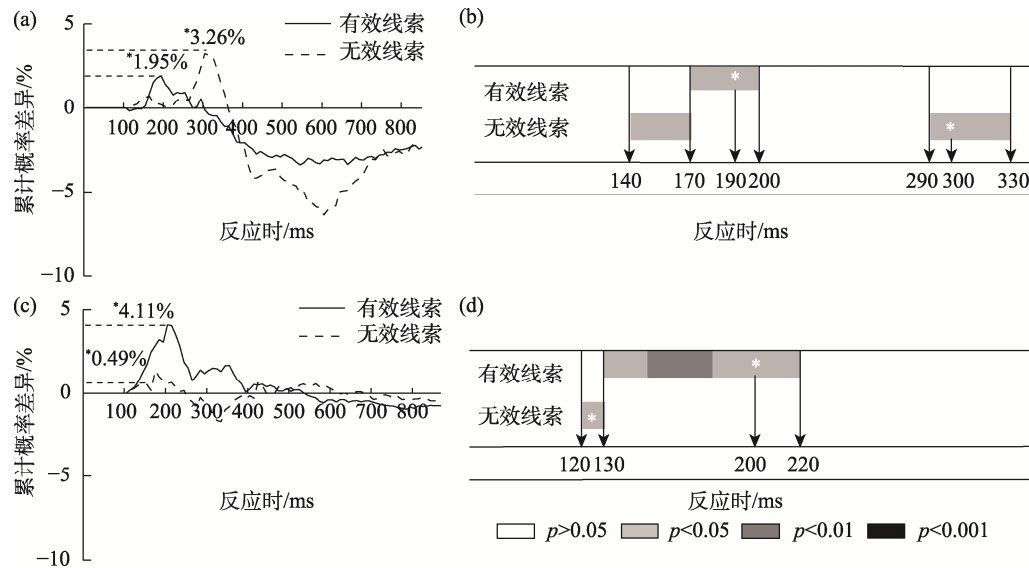 (a)
累计概率差异/%
5
0
−5
−10
*3.26%
*1.95%
有效线索
无效线索
100 200 300 400 500 600 700 800
反应时/ms
(b)
有效线索
*
无效线索
*
140 170 190 200 290 300 330
反应时/ms
(c)
累计概率差异/%
5
0
−5
−10
*4.11%
*0.49%
有效线索
无效线索
100 200 300 400 500 600 700 800
反应时/ms
(d)
有效线索
*
无效线索
*
120 130 200 220
反应时/ms
p>0.05 p<0.05 p<0.01 p<0.001